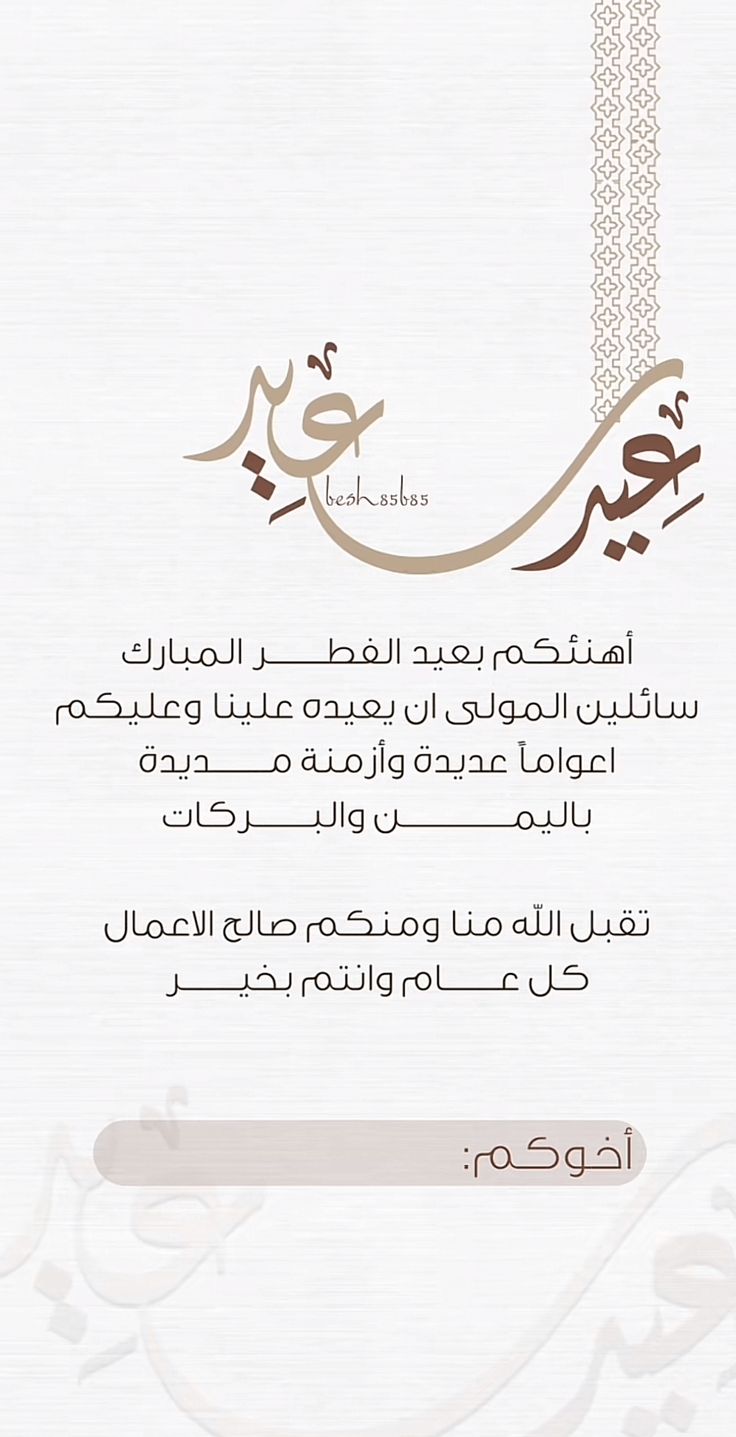 عيد سعيد
besh85b85
أهنئكم بعيد الفطـــر المبارك
سائلين المولى ان يعيده علينا وعليكم
اعواماً عديدة وأزمنة مـــديدة
باليمـــــن والبـــركات
تقبل الله منا ومنكم صالح الاعمال
كل عـــام وانتم بخيـــر
أخوكم: